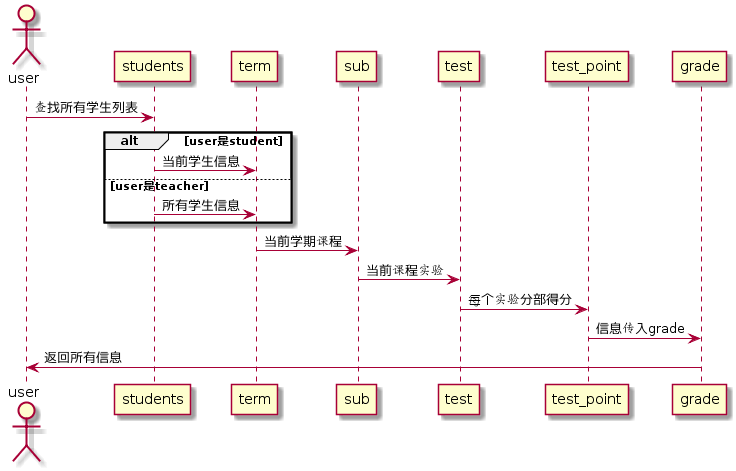 user
students
term
sub
test
test_point
grade
查找所有学生列表
alt
[user是student]
当前学生信息
[user是teacher]
所有学生信息
当前学期课程
当前课程实验
每个实验分部得分
信息传入grade
返回所有信息
user
students
term
sub
test
test_point
grade